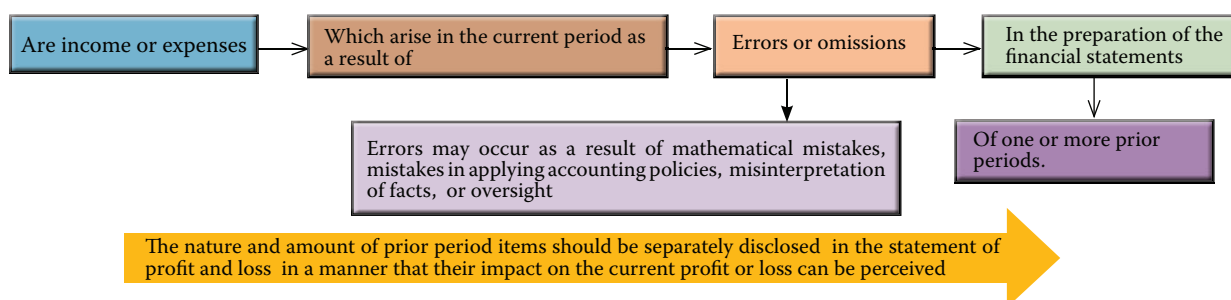 Are income or expenses
Which arise in the current period as
a result of
Errors or omissions
In the preparation of the
financial statements
Errors may occur as a result of mathematical mistakes,
mistakes in applying accounting policies, misinterpretation
of facts, or oversight
Of one or more prior
periods.
The nature and amount of prior period items should be separately disclosed in the statement of
profit and loss in a manner that their impact on the current profit or loss can be perceived